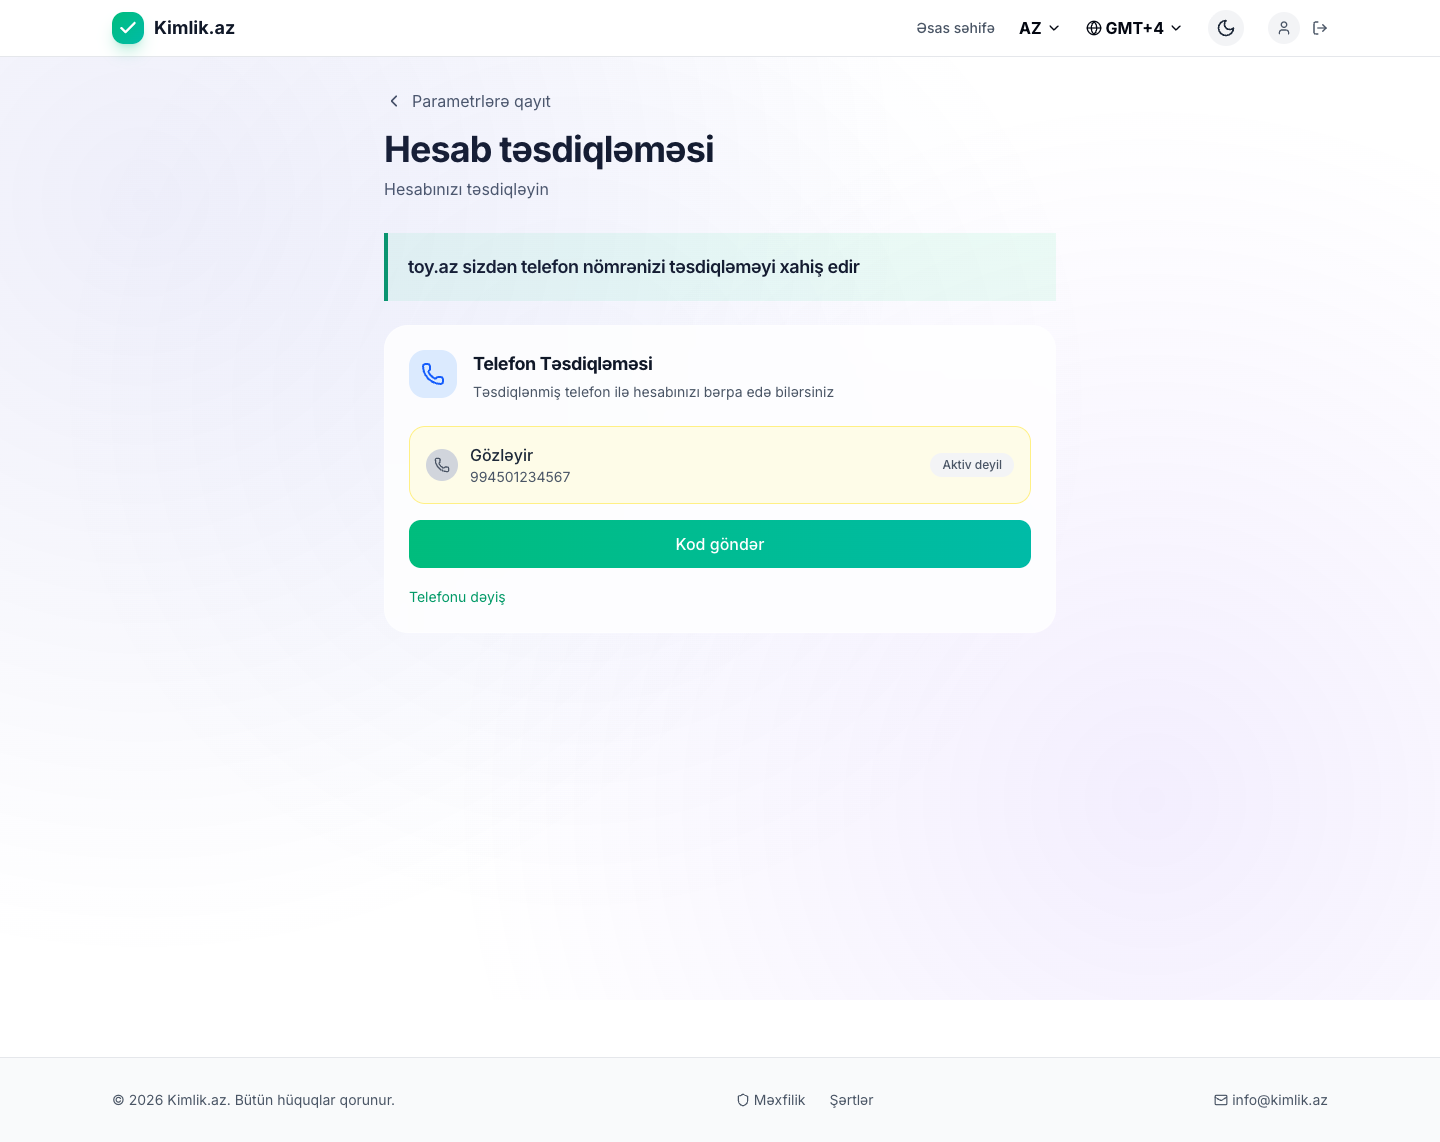 Kimlik.az
Əsas səhifə
AZ
GMT+4
Parametrlərə qayıt
Hesab təsdiqləməsi
Hesabınızı təsdiqləyin
toy.az sizdən telefon nömrənizi təsdiqləməyi xahiş edir
Telefon Təsdiqləməsi
Təsdiqlənmiş telefon ilə hesabınızı bərpa edə bilərsiniz
Gözləyir
994501234567
Aktiv deyil
Kod göndər
Telefonu dəyiş
© 2026 Kimlik.az. Bütün hüquqlar qorunur.
Məxfilik
Şərtlər
info@kimlik.az